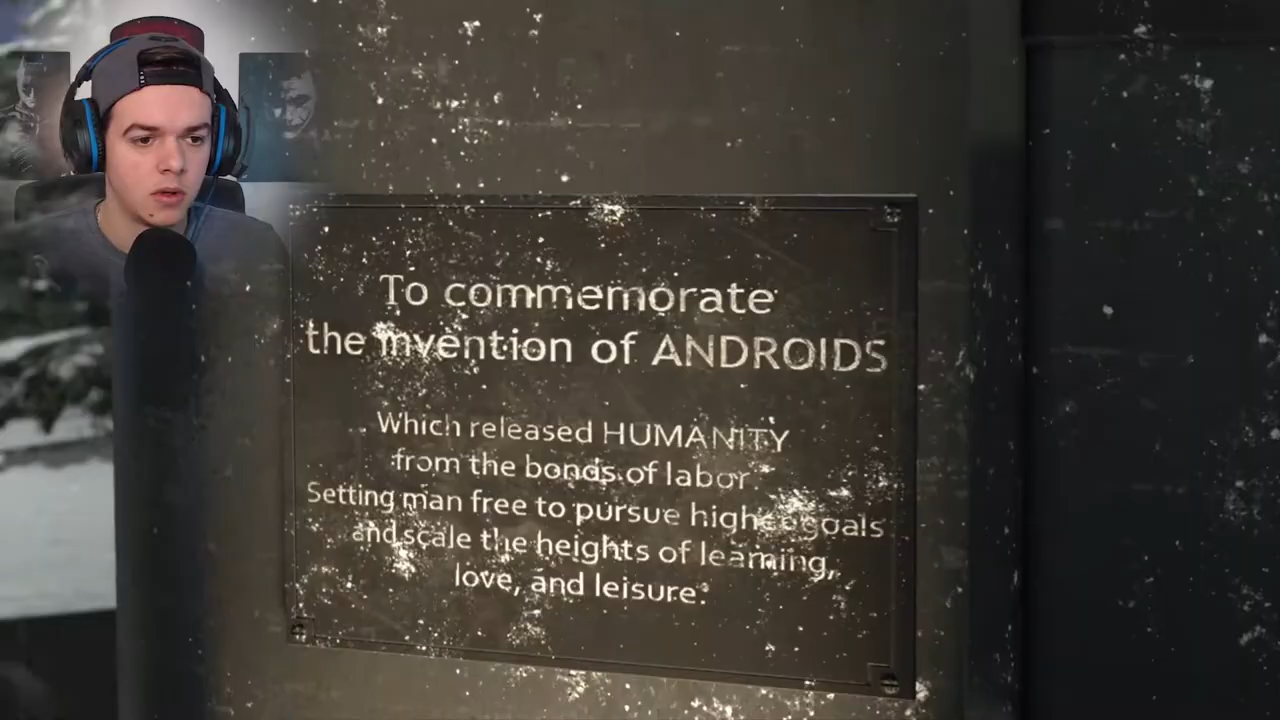 To commemorate
the invention of ANDROIDS
Which released HUMANITY
from the bonds of labor.
Setting man free to pursue higher goals
and scale the heights of learning,
love, and leisure.